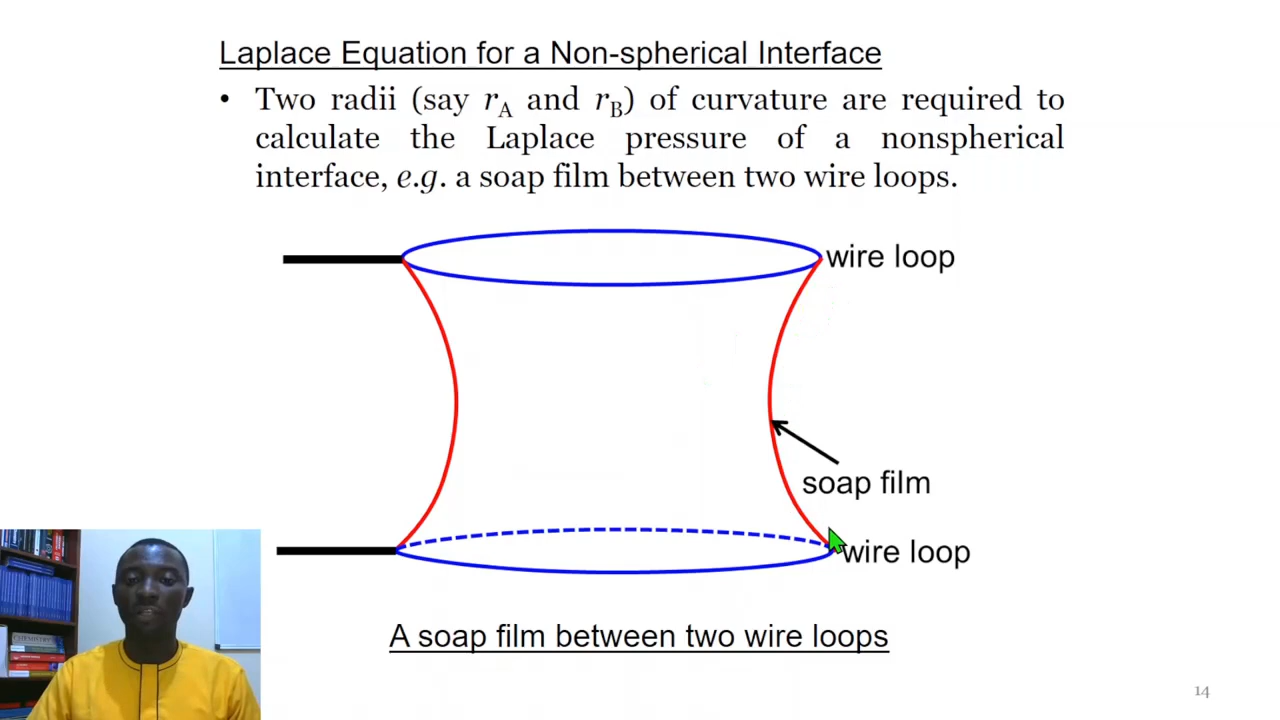 Laplace Equation for a Non-spherical Interface
• Two radii (say rA and rB) of curvature are required to
calculate the Laplace pressure of a nonspherical
interface, e.g. a soap film between two wire loops.
wire loop
soap film
wire loop
A soap film between two wire loops
14